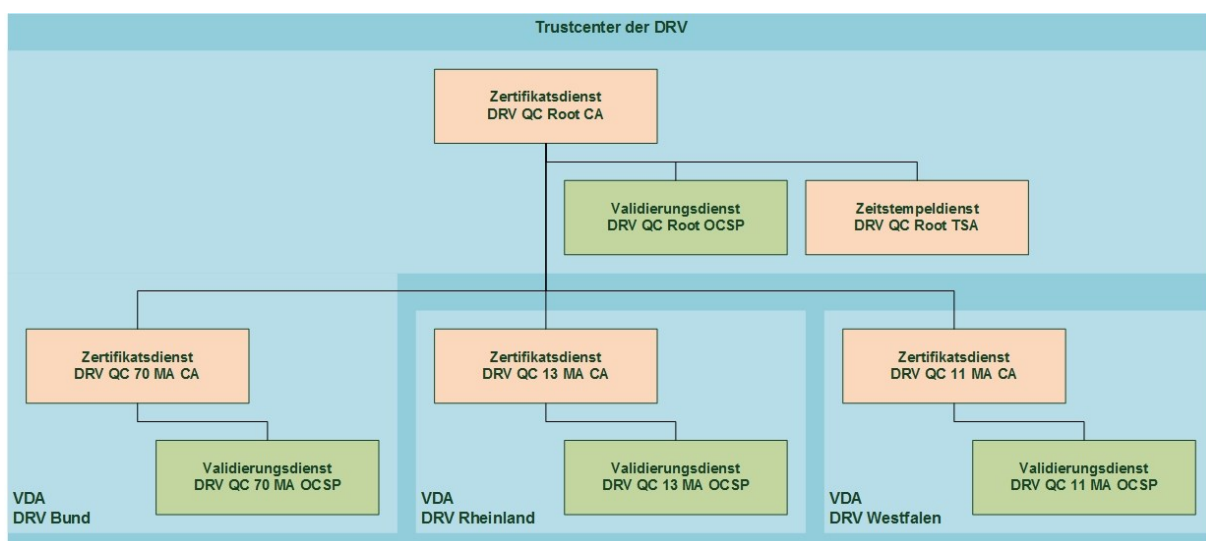 Trustcenter der DRV
Zertifikatsdienst
DRV QC Root CA
Validierungsdienst
DRV QC Root OCSP
Zeitstempeldienst
DRV QC Root TSA
Zertifikatsdienst
DRV QC 70 MA CA
Zertifikatsdienst
DRV QC 13 MA CA
Zertifikatsdienst
DRV QC 11 MA CA
Validierungsdienst
DRV QC 70 MA OCSP
Validierungsdienst
DRV QC 13 MA OCSP
Validierungsdienst
DRV QC 11 MA OCSP
VDA
DRV Bund
VDA
DRV Rheinland
VDA
DRV Westfalen